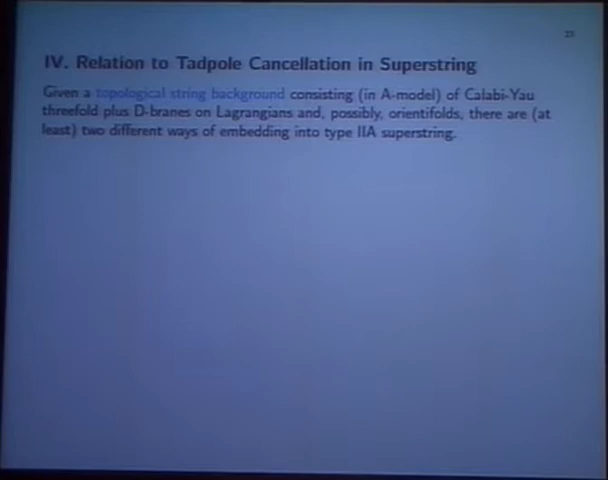 IV. Relation to Tadpole Cancellation in Superstring
Given a topological string background consisting (in A-model) of Calabi-Yau
threefold plus D-branes on Lagrangians and, possibly, orientifolds, there are (at
least) two different ways of embedding into type IIA superstring.